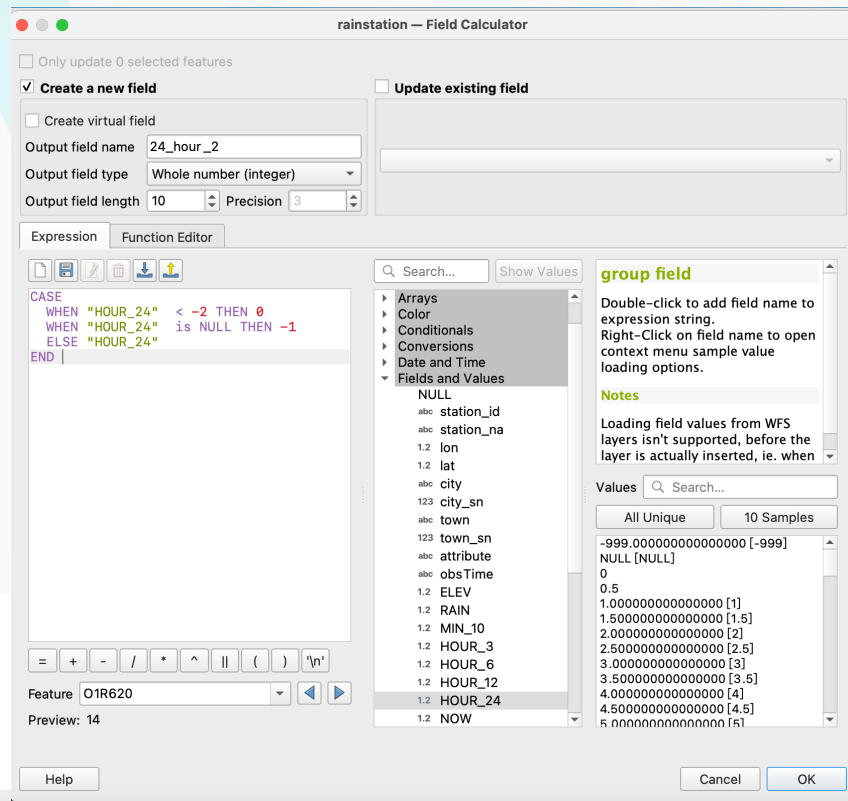 rainstation — Field Calculator
Only update 0 selected features
Create a new field
Update existing field
Create virtual field
Output field name 24_hour_2
Output field type Whole number (integer)
Output field length 10 Precision 3
Expression Function Editor
CASE
WHEN "HOUR_24" < -2 THEN 0
WHEN "HOUR_24" is NULL THEN -1
ELSE "HOUR_24"
END
= + - / * ^ || ( ) '\n'
Feature O1R620
Preview: 14
Search... Show Values
Arrays
Color
Conditionals
Conversions
Date and Time
Fields and Values
NULL
abc station_id
abc station_na
1.2 lon
1.2 lat
abc city
123 city_sn
abc town
123 town_sn
abc attribute
abc obsTime
1.2 ELEV
1.2 RAIN
1.2 MIN_10
1.2 HOUR_3
1.2 HOUR_6
1.2 HOUR_12
1.2 HOUR_24
1.2 NOW
group field
Double-click to add field name to
expression string.
Right-Click on field name to open
context menu sample value
loading options.
Notes
Loading field values from WFS
layers isn't supported, before the
layer is actually inserted, ie. when
Values Search...
All Unique 10 Samples
-999.000000000000000 [-999]
NULL [NULL]
0
0.5
1.000000000000000 [1]
1.500000000000000 [1.5]
2.000000000000000 [2]
2.500000000000000 [2.5]
3.000000000000000 [3]
3.500000000000000 [3.5]
4.000000000000000 [4]
4.500000000000000 [4.5]
5.000000000000000 [5]
Help Cancel OK